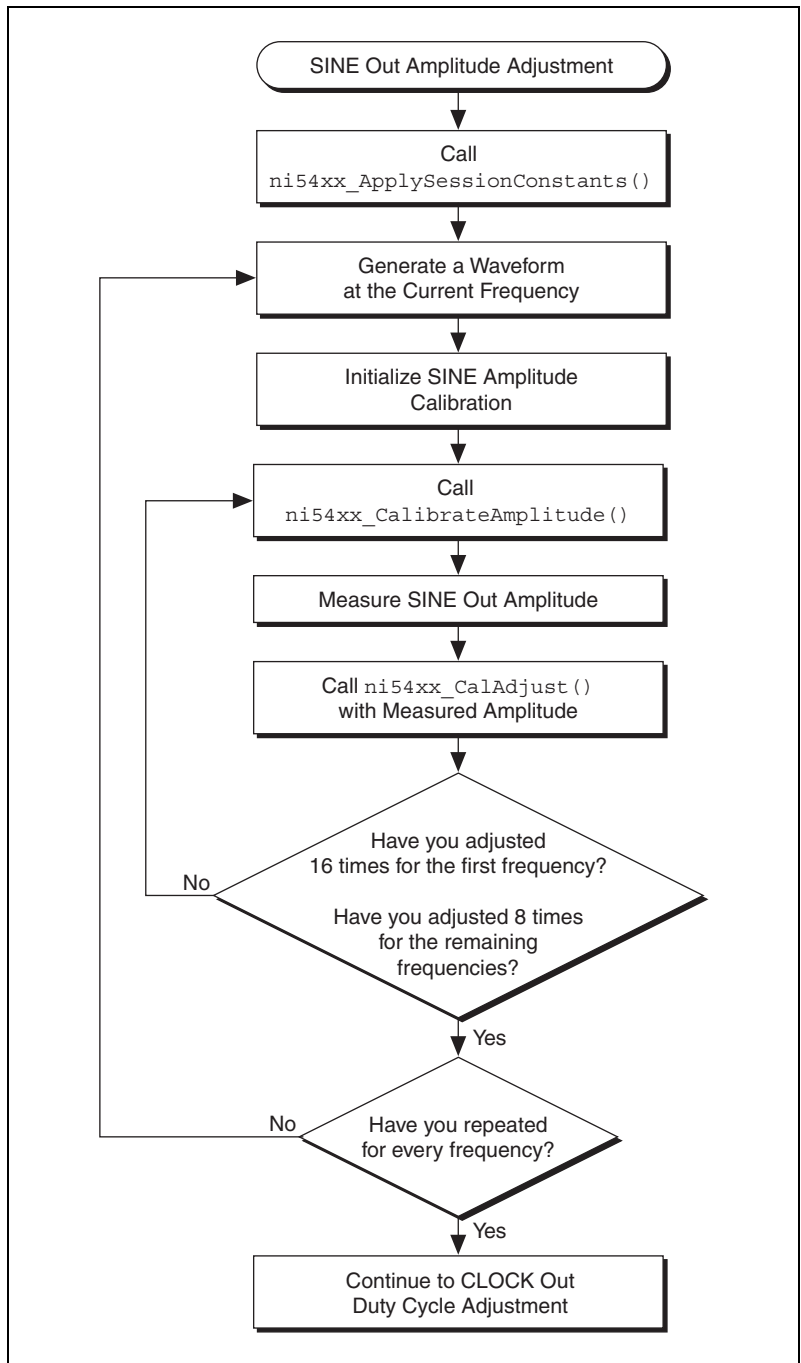 SINE Out Amplitude Adjustment
Call
ni54xx_ApplySessionConstants()
Generate a Waveform
at the Current Frequency
Initialize SINE Amplitude
Calibration
Call
ni54xx_CalibrateAmplitude()
Measure SINE Out Amplitude
Call ni54xx_CalAdjust()
with Measured Amplitude
Have you adjusted
16 times for the first frequency?
No
Have you adjusted 8 times
for the remaining
frequencies?
Yes
No
Have you repeated
for every frequency?
Yes
Continue to CLOCK Out
Duty Cycle Adjustment